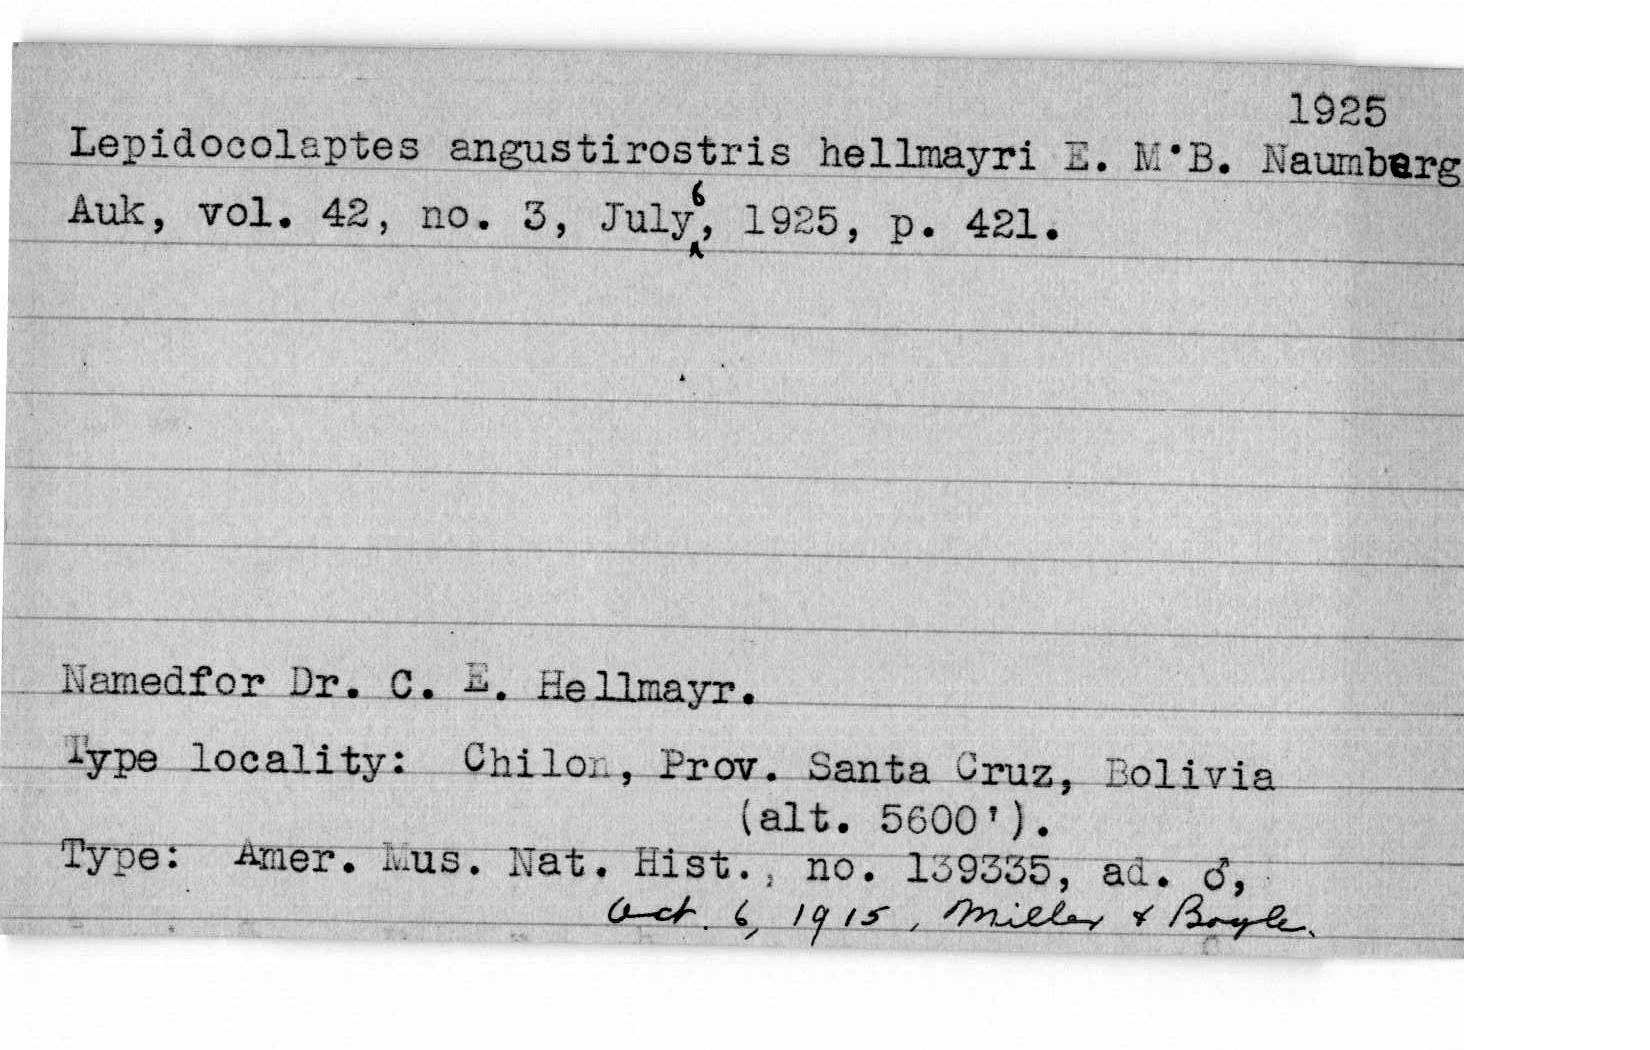 1925
Lepidocolaptes angustirostris hellmayri E. M.B. Naumberg
Auk, vol. 42, no. 3, July 6, 1925, p. 421.
Namedfor Dr. C. E. Hellmayr.
Type locality: Chilon, Prov. Santa Cruz, Bolivia
(alt. 5600').
Type: Amer. Mus. Nat. Hist., no. 139335, ad. ♂,
Oct. 6, 1915, Miller & Boyle.